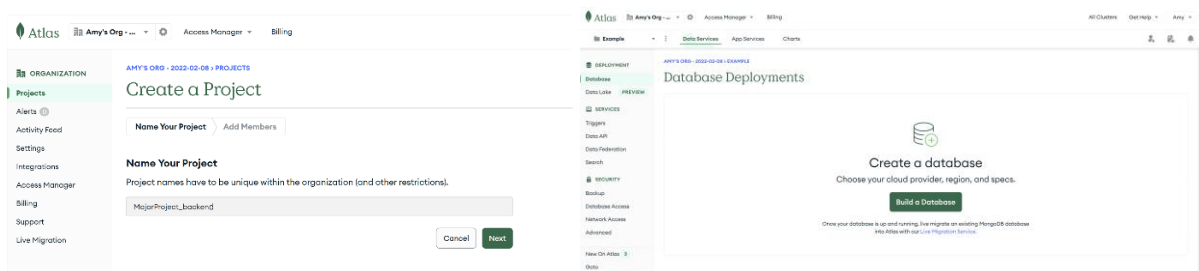 Atlas
Amy's Org -...
Access Manager
Billing
ORGANIZATION
Projects
Alerts 0
Activity Feed
Settings
Integrations
Access Manager
Billing
Support
Live Migration
AMY'S ORG - 2022-02-08 > PROJECTS
Create a Project
Name Your Project
Add Members
Name Your Project
Project names have to be unique within the organization (and other restrictions).
MajorProject_backend
Cancel
Next
Atlas
Amy's Org -...
Access Manager
Billing
All Clusters
Get Help
Amy
Example
Data Services
App Services
Charts
DEPLOYMENT
Database
Data Lake PREVIEW
SERVICES
Triggers
Data API
Data Federation
Search
SECURITY
Backup
Database Access
Network Access
Advanced
New On Atlas 3
Goto
AMY'S ORG - 2022-02-08 > EXAMPLE
Database Deployments
Create a database
Choose your cloud provider, region, and specs.
Build a Database
Once your database is up and running, live migrate an existing MongoDB database
into Atlas with our Live Migration Service.